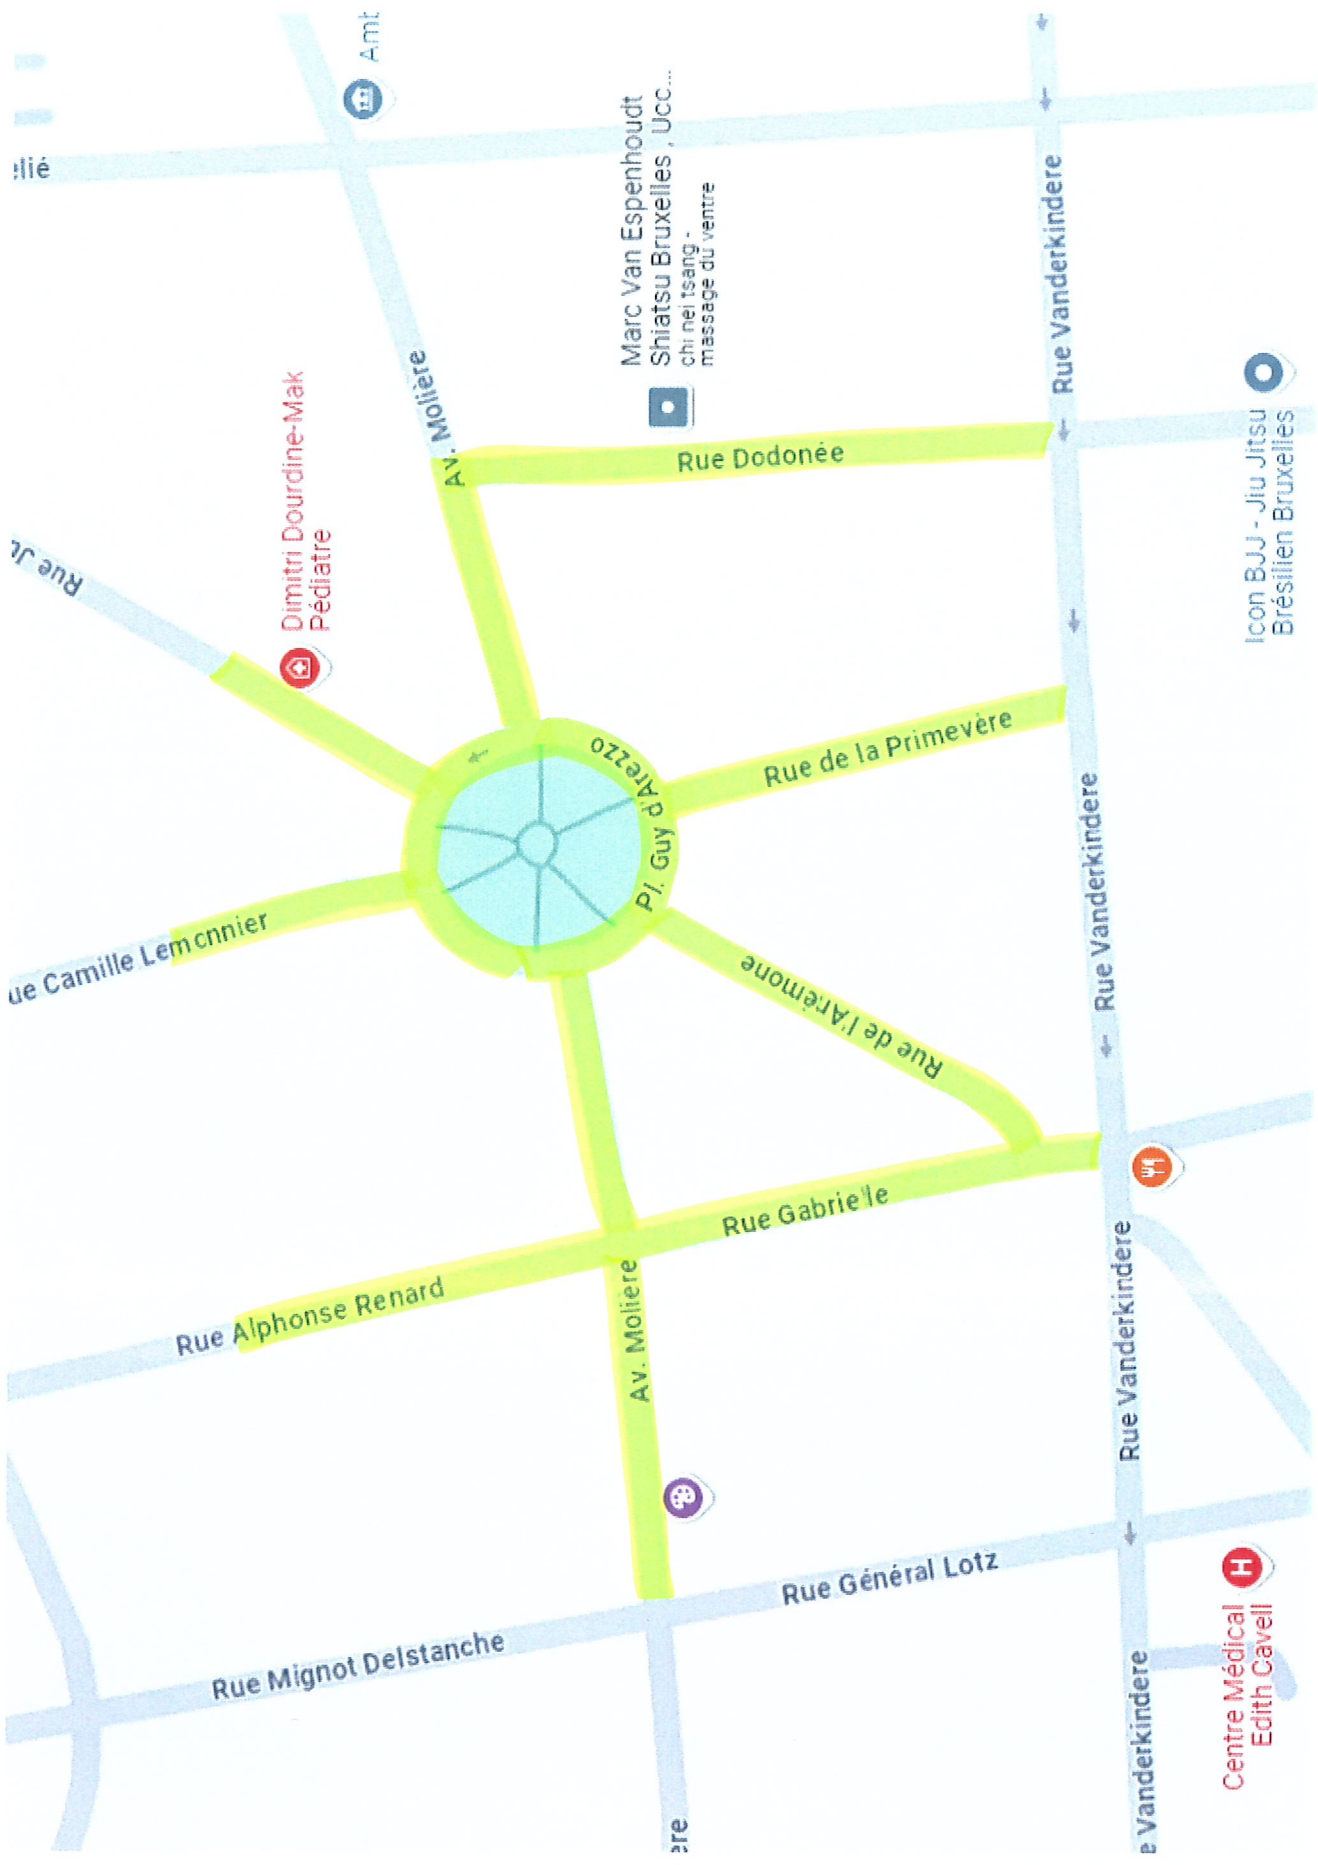 ellé
Amt
Marc Van Espenhoudt
Shiatsu Bruxelles , Ucc...
chi nei tsang -
massage du ventre
Rue Vanderkindere
Av. Molière
Dimitri Dourdine-Mak
Pédiatre
Rue Ju
Rue Dodonée
Icon BJJ - Jiu Jitsu
Brésilien Bruxelles
Pl. Guy d'Arezzo
Rue de la Primevère
Rue Vanderkindere
ue Camille Lemonnier
Rue de l'Anémone
Rue Gabrielle
Rue Alphonse Renard
Av. Molière
Rue Vanderkindere
Rue Général Lotz
Rue Mignot Delstanche
H
Centre Médical
Edith Cavell
e Vanderkindere
ère